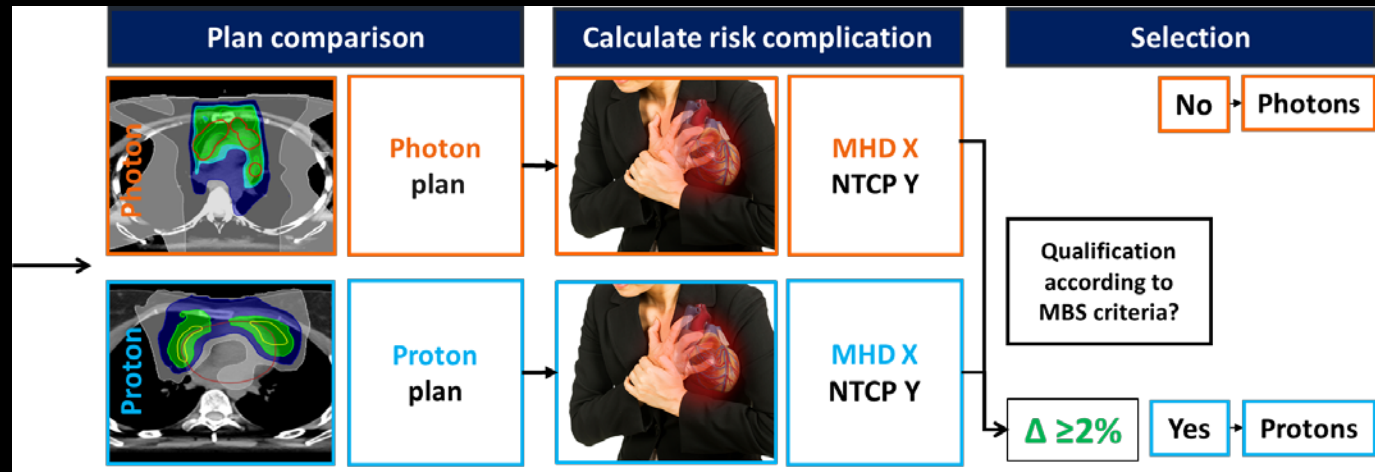 Plan comparison
Calculate risk complication
Selection
Photon
Photon
plan
MHD X
NTCP Y
No
Photons
Qualification
according to
MBS criteria?
Proton
Proton
plan
MHD X
NTCP Y
Δ ≥2%
Yes
Protons